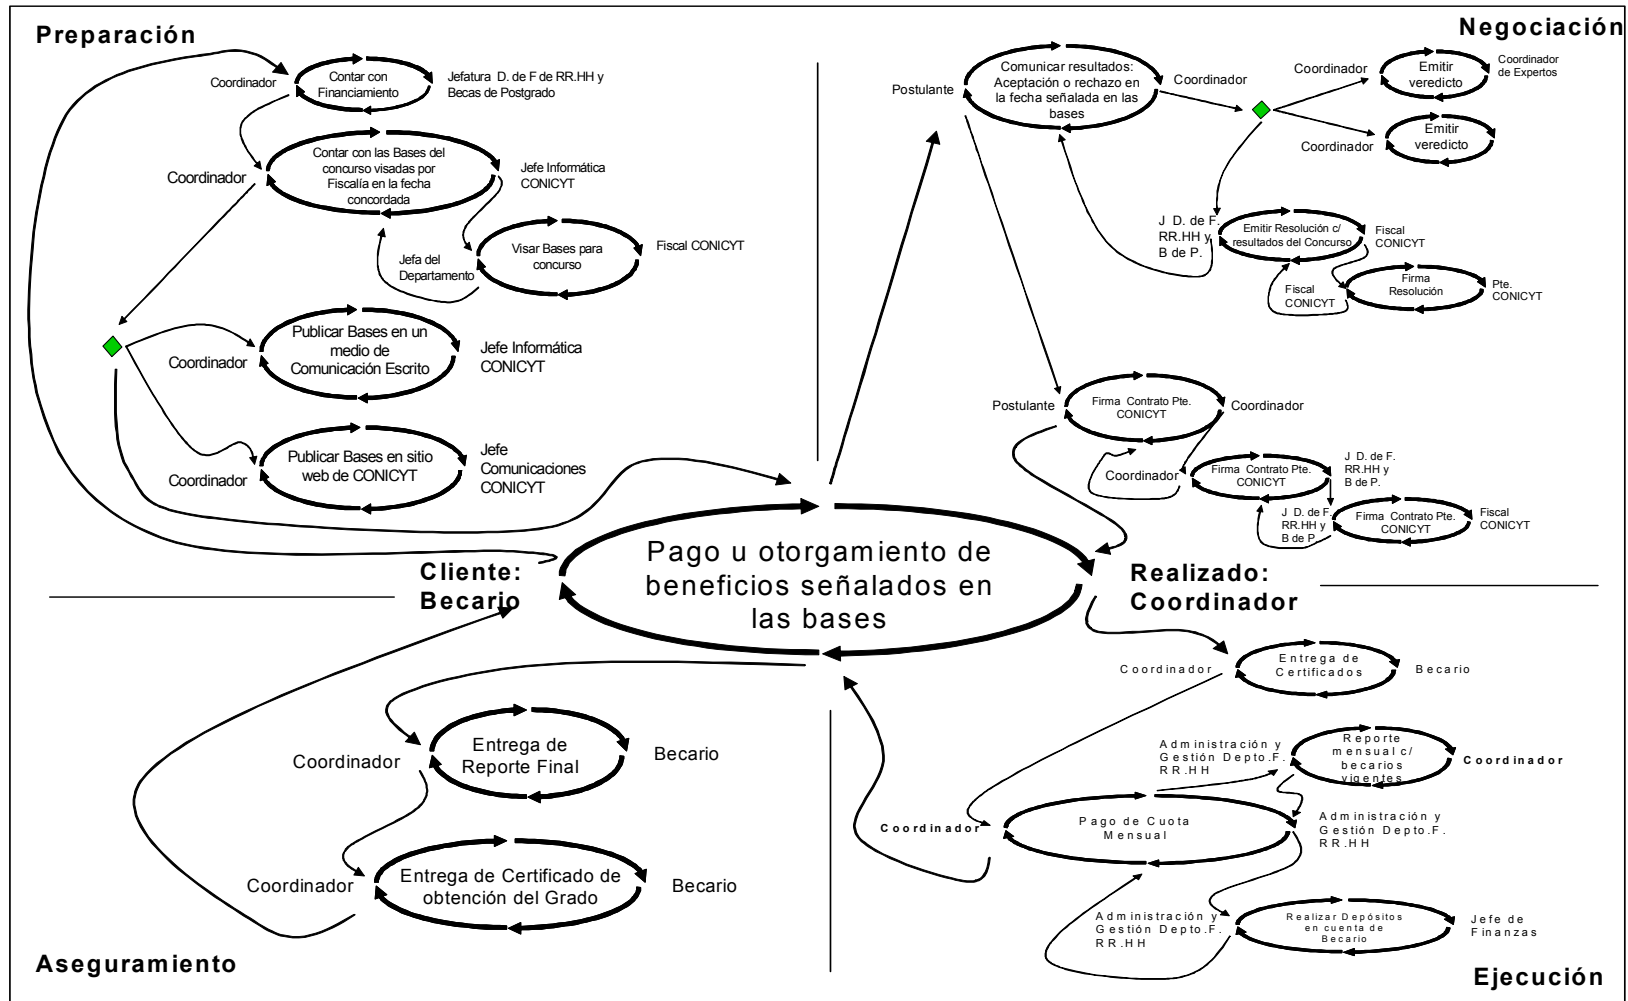 Preparación
Coordinador
Contar con
Financiamiento
Jefatura D. de F de RR.HH y
Becas de Postgrado
Coordinador
Contar con las Bases del
concurso visadas por
Fiscalía en la fecha
concordada
Jefe Informática
CONICYT
Jefa del
Departamento
Visar Bases para
concurso
Fiscal CONICYT
Coordinador
Publicar Bases en un
medio de
Comunicación Escrito
Jefe Informática
CONICYT
Coordinador
Publicar Bases en sitio
web de CONICYT
Jefe
Comunicaciones
CONICYT
Negociación
Postulante
Comunicar resultados:
Aceptación o rechazo en
la fecha señalada en las
bases
Coordinador
Coordinador
Emitir
veredicto
Coordinador
de Expertos
Coordinador
Emitir
veredicto
J D. de F.
RR.HH y
B de P.
Emitir Resolución c/
resultados del Concurso
Fiscal
CONICYT
Fiscal
CONICYT
Firma
Resolución
Pte.
CONICYT
Postulante
Firma Contrato Pte.
CONICYT
Coordinador
Coordinador
Firma Contrato Pte.
CONICYT
J D. de F.
RR.HH y
B de P.
J D. de F.
RR.HH y
B de P.
Firma Contrato Pte.
CONICYT
Fiscal
CONICYT
Cliente:
Becario
Pago u otorgamiento de
beneficios señalados en
las bases
Realizado:
Coordinador
Coordinador
Entrega de
Reporte Final
Becario
Coordinador
Entrega de Certificado de
obtención del Grado
Becario
Aseguramiento
Coordinador
Entrega de
Certificados
Becario
Administración y
Gestión Depto.F.
RR.HH
Reporte
mensual c/
becarios
vigentes
Coordinador
Coordinador
Pago de Cuota
Mensual
Administración y
Gestión Depto.F.
RR.HH
Administración y
Gestión Depto.F.
RR.HH
Realizar Depósitos
en cuenta de
Becario
Jefe de
Finanzas
Ejecución